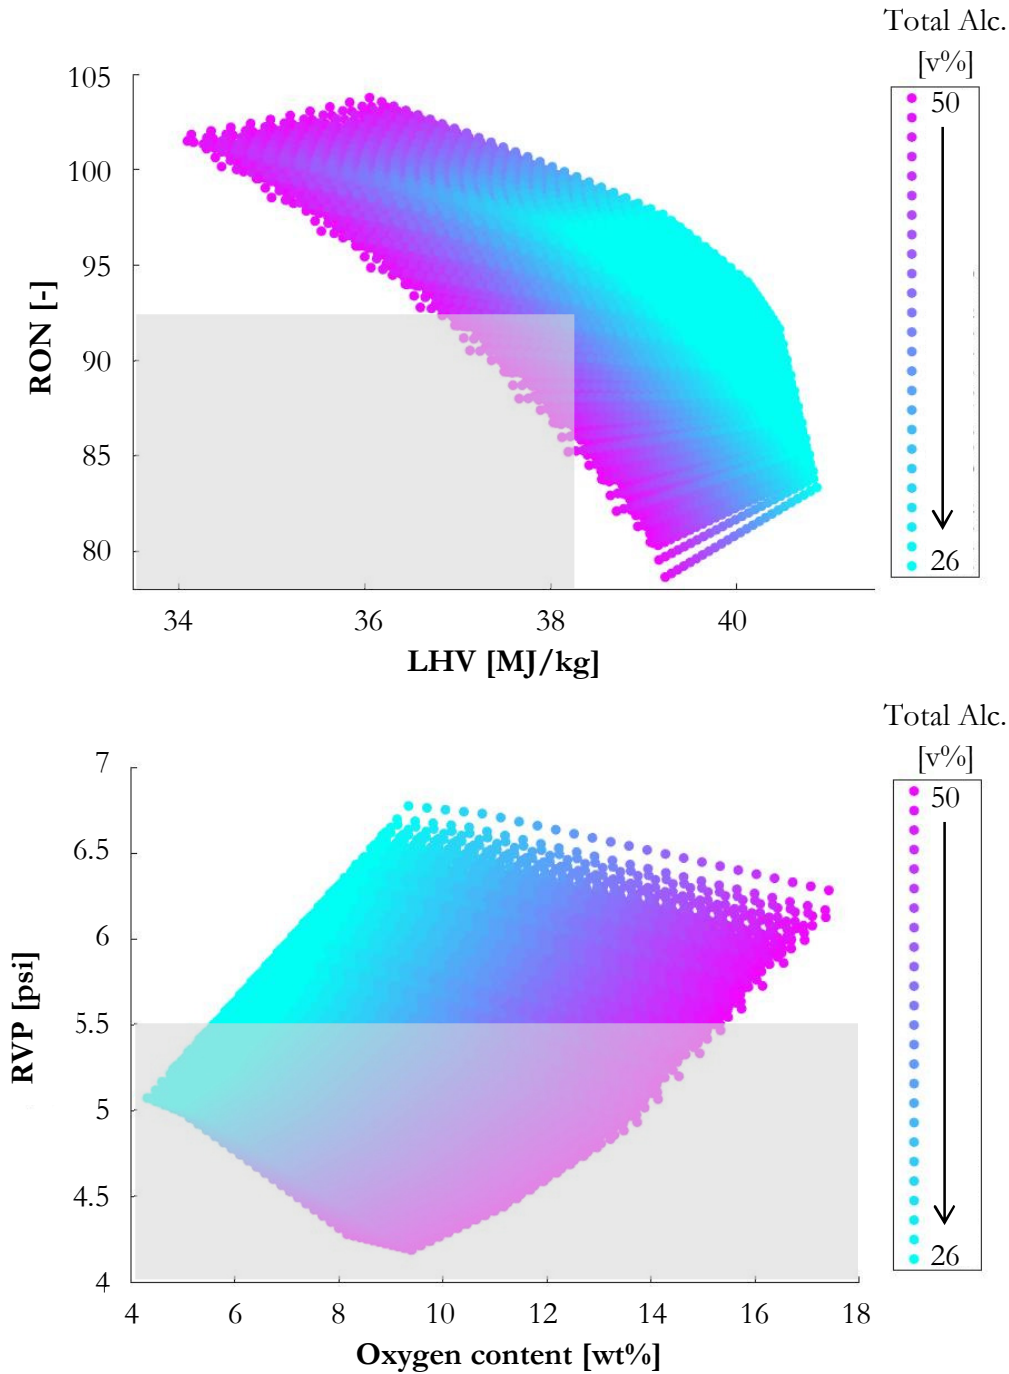 Total Alc.
[v%]
50
26
105
100
95
90
85
80
RON [-]
34 36 38 40
LHV [MJ/kg]
Total Alc.
[v%]
50
26
7
6.5
6
5.5
5
4.5
4
RVP [psi]
4 6 8 10 12 14 16 18
Oxygen content [wt%]